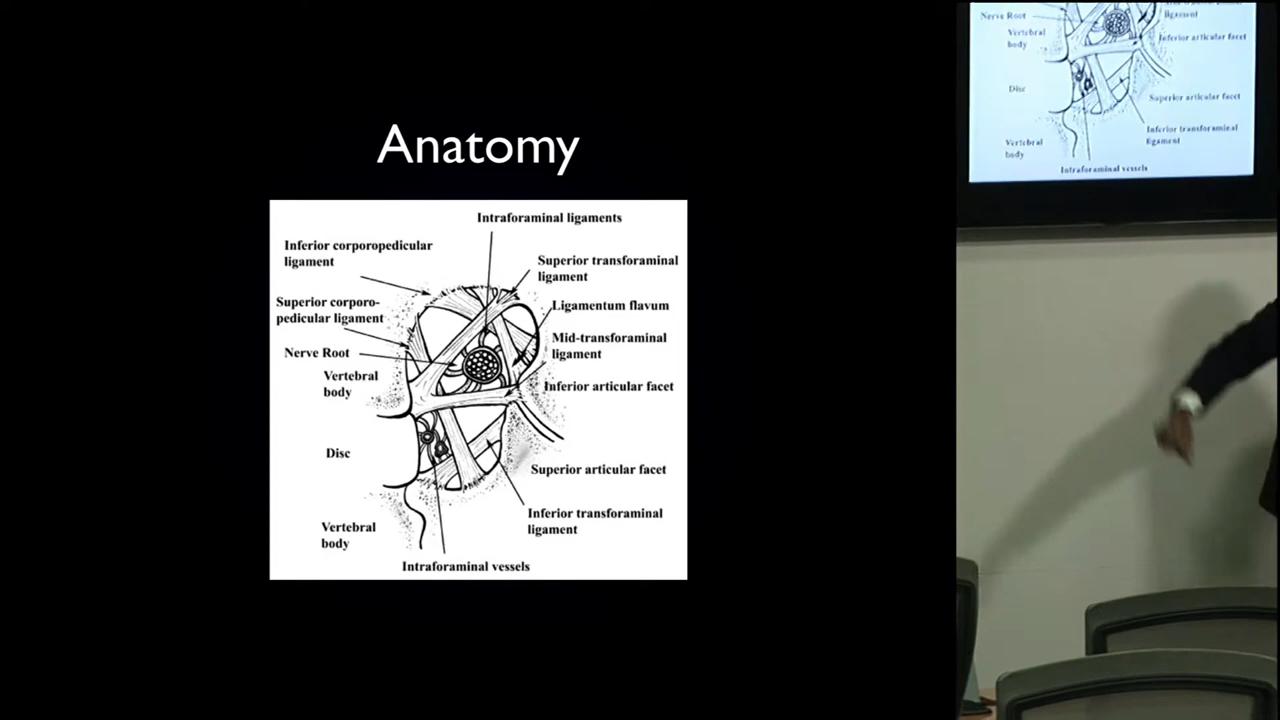 Anatomy
Intraforaminal ligaments
Inferior corporopedicular
ligament
Superior transforaminal
ligament
Superior corporo-
pedicular ligament
Ligamentum flavum
Mid-transforaminal
ligament
Nerve Root
Vertebral
body
Inferior articular facet
Disc
Superior articular facet
Inferior transforaminal
ligament
Vertebral
body
Intraforaminal vessels
Nerve Root
ligament
Vertebral
body
Inferior articular facet
Disc
Superior articular facet
Inferior transforaminal
ligament
Vertebral
body
Intraforaminal vessels